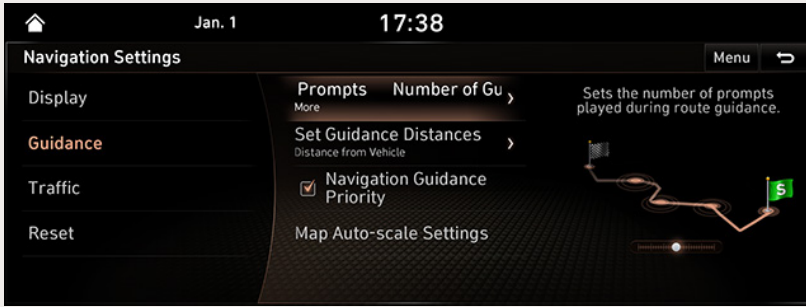 Jan. 1
17:38
Navigation Settings
Menu
Display
Guidance
Traffic
Reset
Prompts Number of Gu
More
Set Guidance Distances
Distance from Vehicle
Navigation Guidance
Priority
Map Auto-scale Settings
Sets the number of prompts
played during route guidance.
S